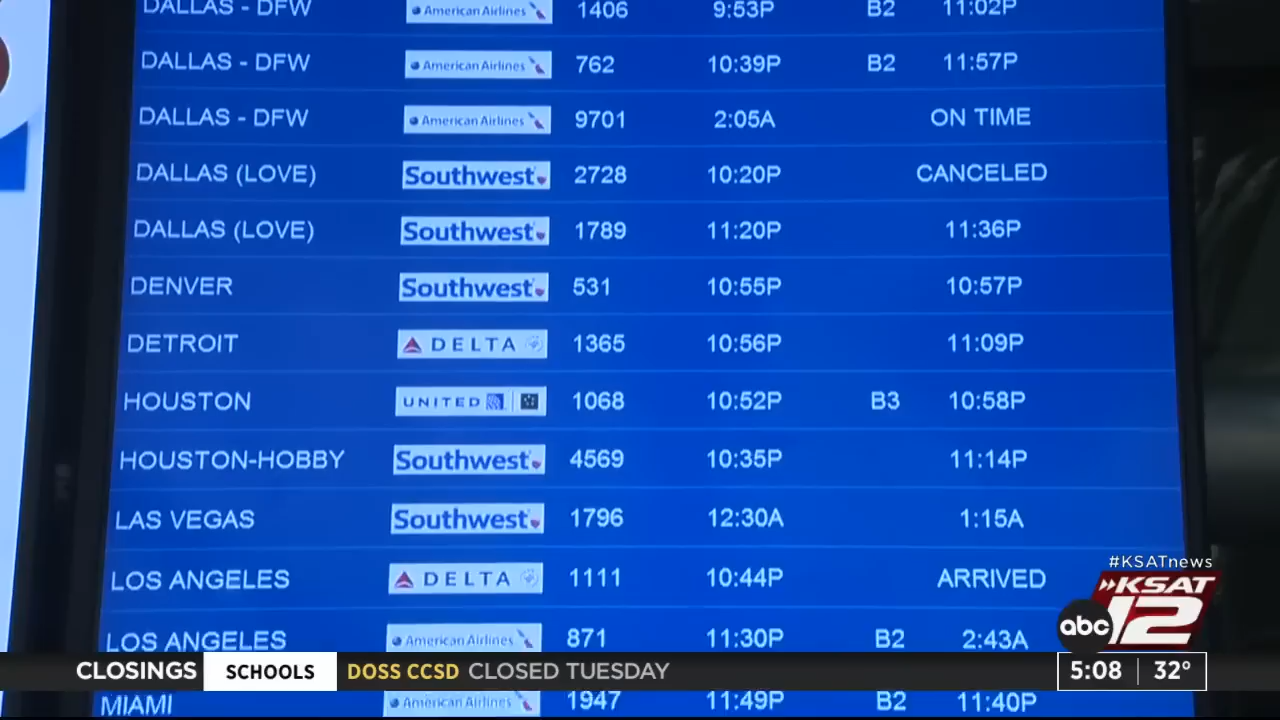 DALLAS - DFW American Airlines 1406 9:53P B2 11:02P
DALLAS - DFW American Airlines 762 10:39P B2 11:57P
DALLAS - DFW American Airlines 9701 2:05A ON TIME
DALLAS (LOVE) Southwest 2728 10:20P CANCELED
DALLAS (LOVE) Southwest 1789 11:20P 11:36P
DENVER Southwest 531 10:55P 10:57P
DETROIT DELTA 1365 10:56P 11:09P
HOUSTON UNITED 1068 10:52P B3 10:58P
HOUSTON-HOBBY Southwest 4569 10:35P 11:14P
LAS VEGAS Southwest 1796 12:30A 1:15A
LOS ANGELES DELTA 1111 10:44P ARRIVED
LOS ANGELES American Airlines 871 11:30P B2 2:43A
MIAMI American Airlines 1947 11:49P B2 11:40P
#KSATnews
KSAT
abc 12
CLOSINGS SCHOOLS DOSS CCSD CLOSED TUESDAY
5:08 32°